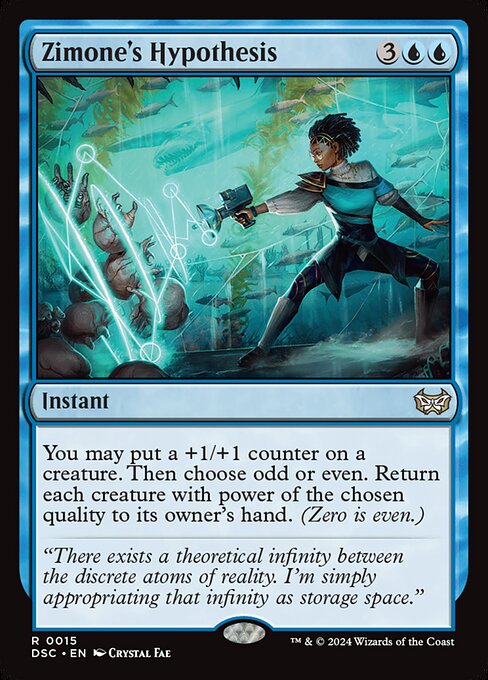 Zimone's Hypothesis 3
Instant
You may put a +1/+1 counter on a
creature. Then choose odd or even. Return
each creature with power of the chosen
quality to its owner's hand. (Zero is even.)
“There exists a theoretical infinity between
the discrete atoms of reality. I'm simply
appropriating that infinity as storage space.”
R 0015
DSC • EN Crystal Fae
™ & © 2024 Wizards of the Coast